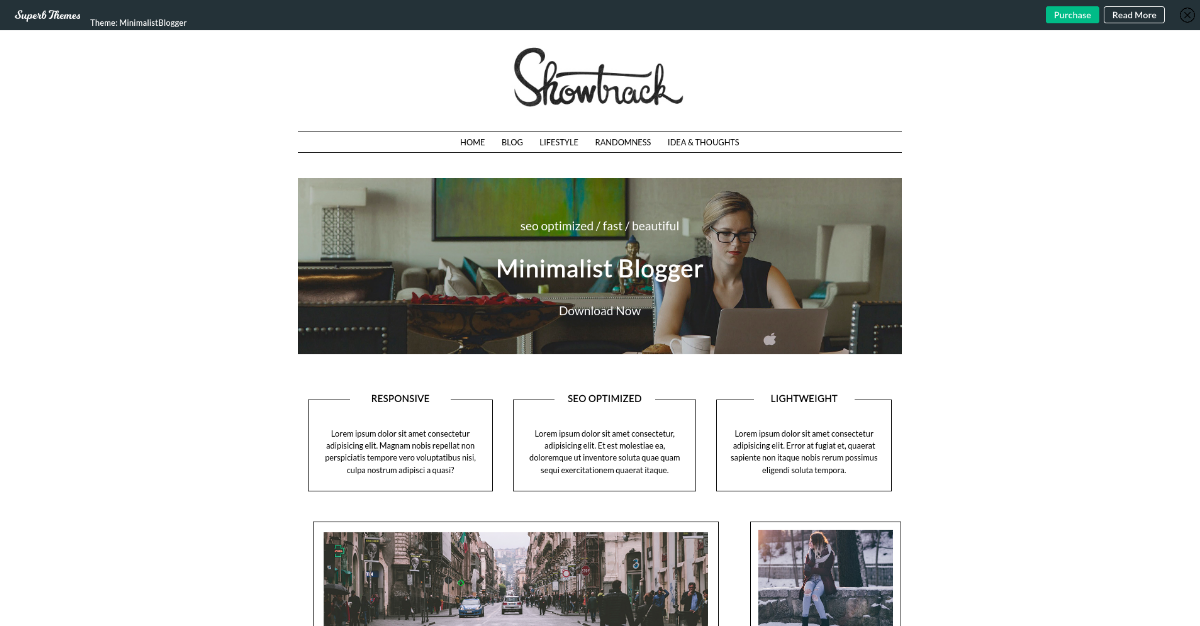 Superb Themes
Theme: MinimalistBlogger
Purchase
Read More
Showtrack
HOME BLOG LIFESTYLE RANDOMNESS IDEA & THOUGHTS
seo optimized / fast / beautiful
Minimalist Blogger
Download Now
RESPONSIVE
Lorem ipsum dolor sit amet consectetur
adipisicing elit. Magnam nobis repellat non
perspiciatis tempore vero voluptatibus nisi,
culpa nostrum adipisci a quasi?
SEO OPTIMIZED
Lorem ipsum dolor sit amet consectetur,
adipisicing elit. Et est molestiae ea,
doloremque ut inventore soluta quae quam
sequi exercitationem quaerat itaque.
LIGHTWEIGHT
Lorem ipsum dolor sit amet consectetur
adipisicing elit. Error at fugiat et, quaerat
sapiente non itaque nobis rerum possimus
eligendi soluta tempora.